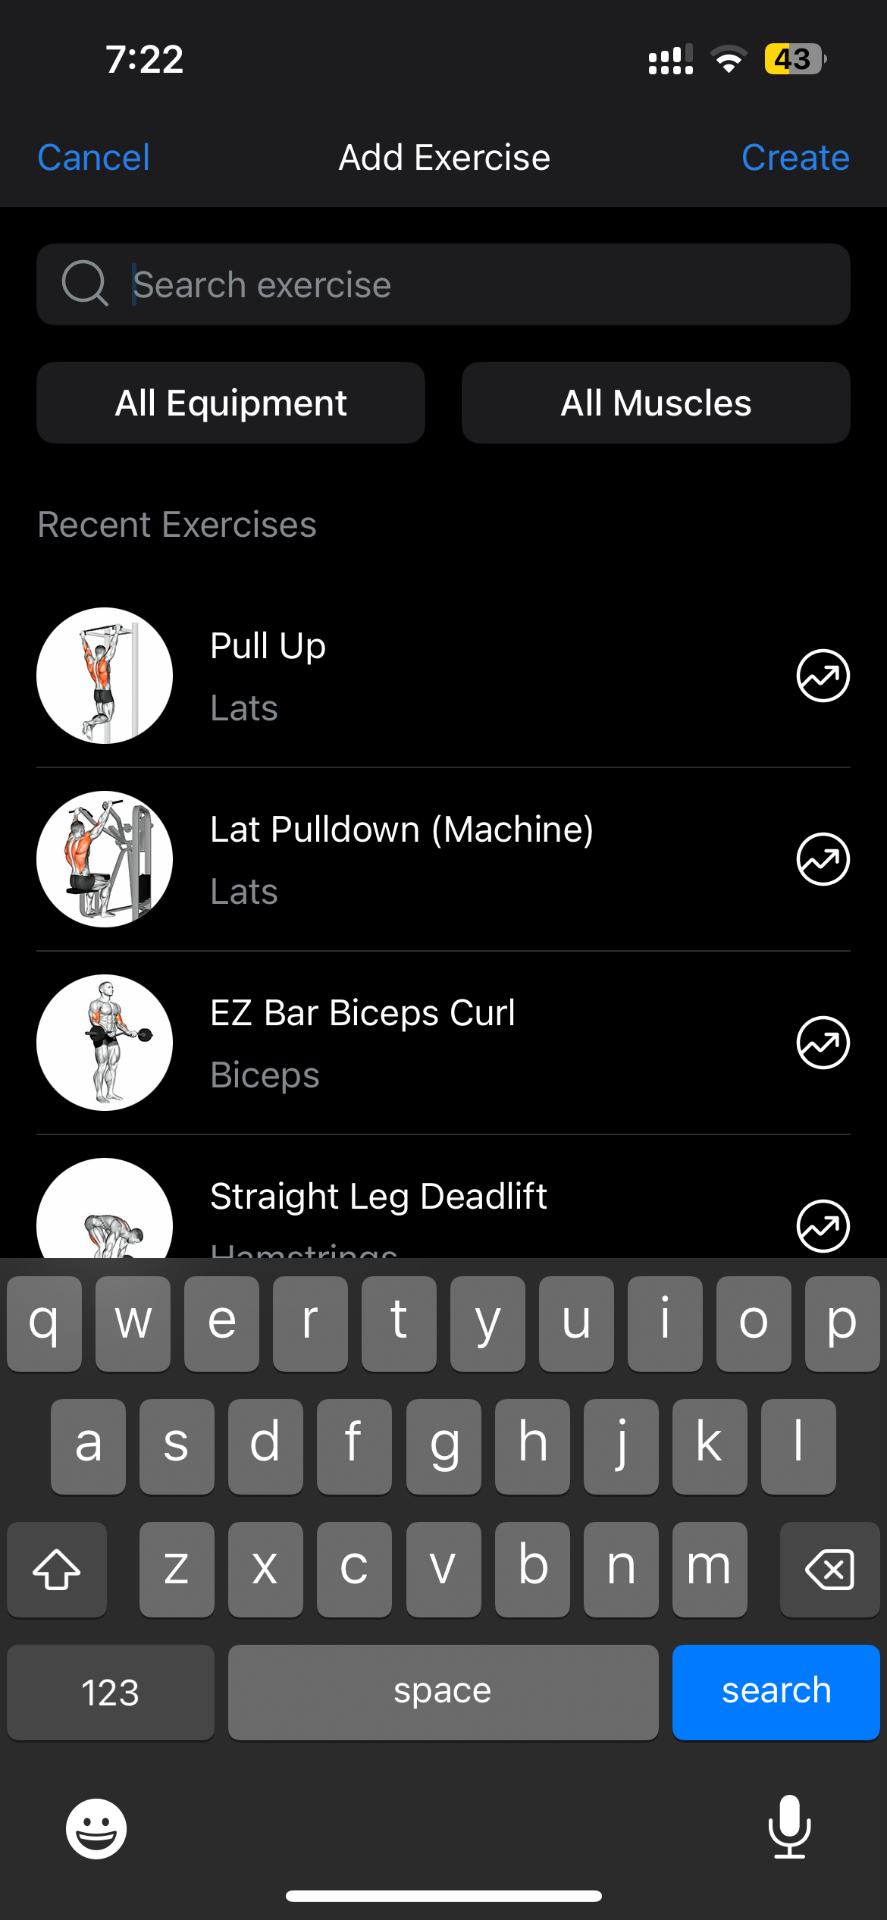 7:22
43
Cancel
Add Exercise
Create
Search exercise
All Equipment
All Muscles
Recent Exercises
Pull Up
Lats
Lat Pulldown (Machine)
Lats
EZ Bar Biceps Curl
Biceps
Straight Leg Deadlift
Hamstrings
q w e r t y u i o p
a s d f g h j k l
z x c v b n m
123
space
search